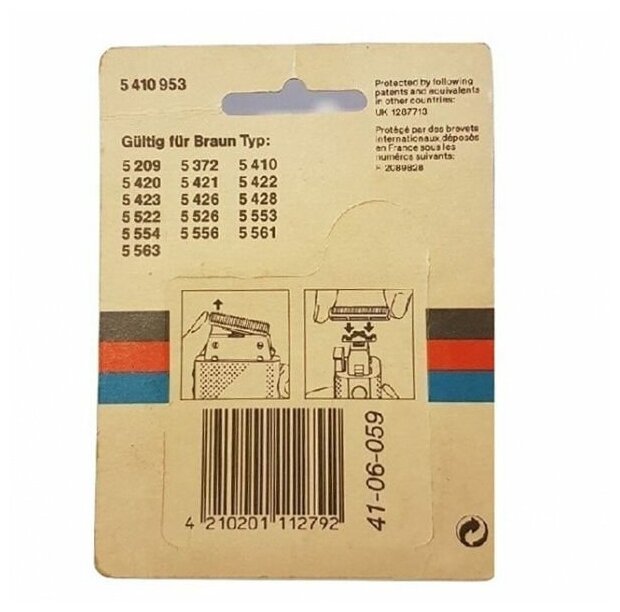 5 410 953
Protected by following
patents and equivalents
in other countries:
UK 1287713
Protégé par des brevets
internationaux déposés
en France sous les
numéros suivants:
F 2089828
Gültig für Braun Typ:
5 209 5 372 5 410
5 420 5 421 5 422
5 423 5 426 5 428
5 522 5 526 5 553
5 554 5 556 5 561
5 563
41-06-059
4 210201 112792